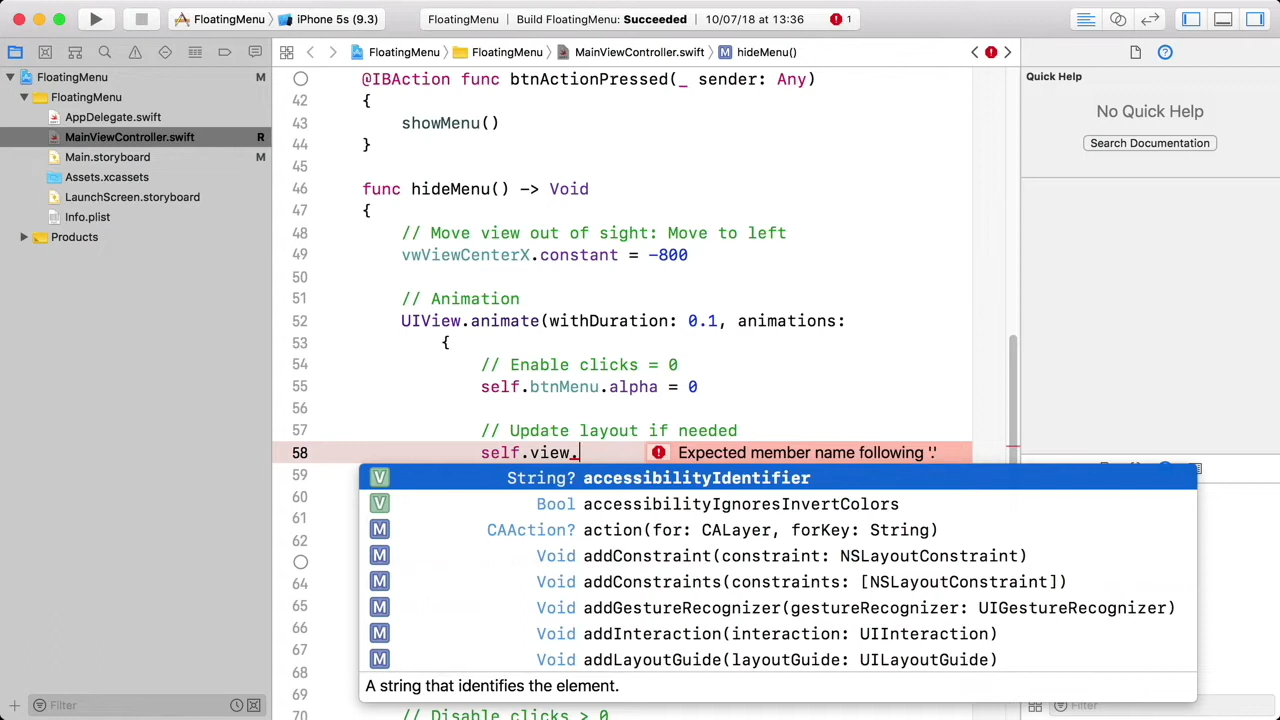 FloatingMenu
iPhone 5s (9.3)
FloatingMenu
Build FloatingMenu: Succeeded
10/07/18 at 13:36
1
FloatingMenu
FloatingMenu
MainViewController.swift
M hideMenu()
Quick Help
No Quick Help
Search Documentation
FloatingMenu M
FloatingMenu
AppDelegate.swift
MainViewController.swift R
Main.storyboard M
Assets.xcassets
LaunchScreen.storyboard
Info.plist
Products
Filter
@IBAction func btnActionPressed(_ sender: Any)
42 {
43 showMenu()
44 }
45
46 func hideMenu() -> Void
47 {
48 // Move view out of sight: Move to left
49 vwViewCenterX.constant = -800
50
51 // Animation
52 UIView.animate(withDuration: 0.1, animations:
53 {
54 // Enable clicks = 0
55 self.btnMenu.alpha = 0
56
57 // Update layout if needed
58 self.view. Expected member name following '.'
59
60
61
62
64
65
66
67
68
69
70 // Disable clicks > 0
V String? accessibilityIdentifier
V Bool accessibilityIgnoresInvertColors
M CAAction? action(for: CALayer, forKey: String)
M Void addConstraint(constraint: NSLayoutConstraint)
M Void addConstraints(constraints: [NSLayoutConstraint])
M Void addGestureRecognizer(gestureRecognizer: UIGestureRecognizer)
M Void addInteraction(interaction: UIInteraction)
M Void addLayoutGuide(layoutGuide: UILayoutGuide)
A string that identifies the element.
Filter